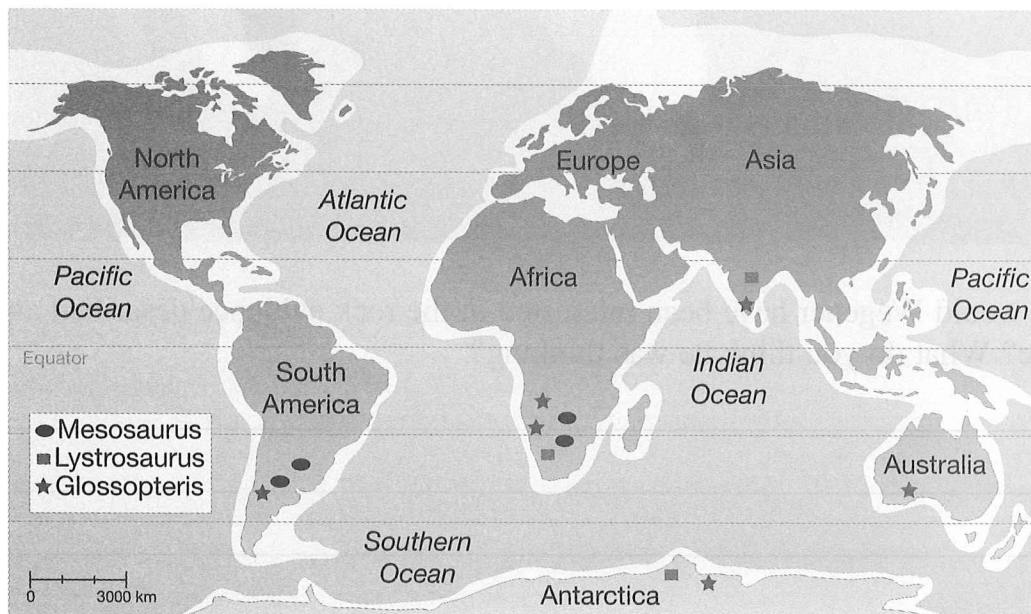 North
America
Atlantic
Ocean
Europe
Asia
Pacific
Ocean
Africa
Pacific
Ocean
Equator
South
America
Indian
Ocean
Mesosaurus
Lystrosaurus
Glossopteris
Australia
Southern
Ocean
Antarctica
0 3000 km